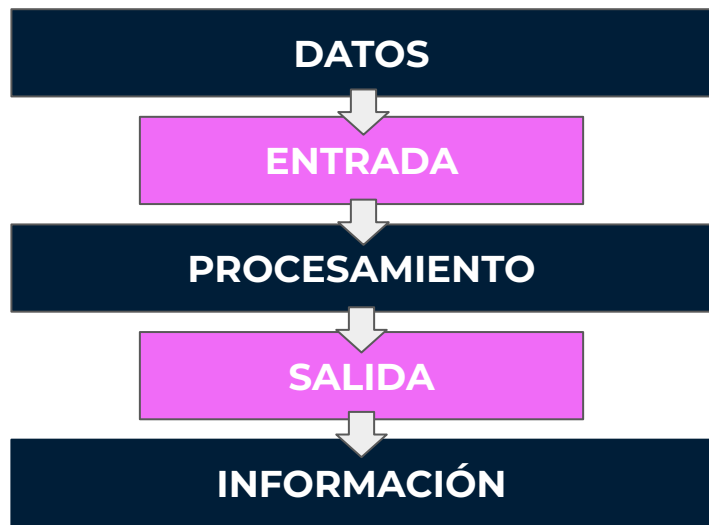 DATOS
ENTRADA
PROCESAMIENTO
SALIDA
INFORMACIÓN